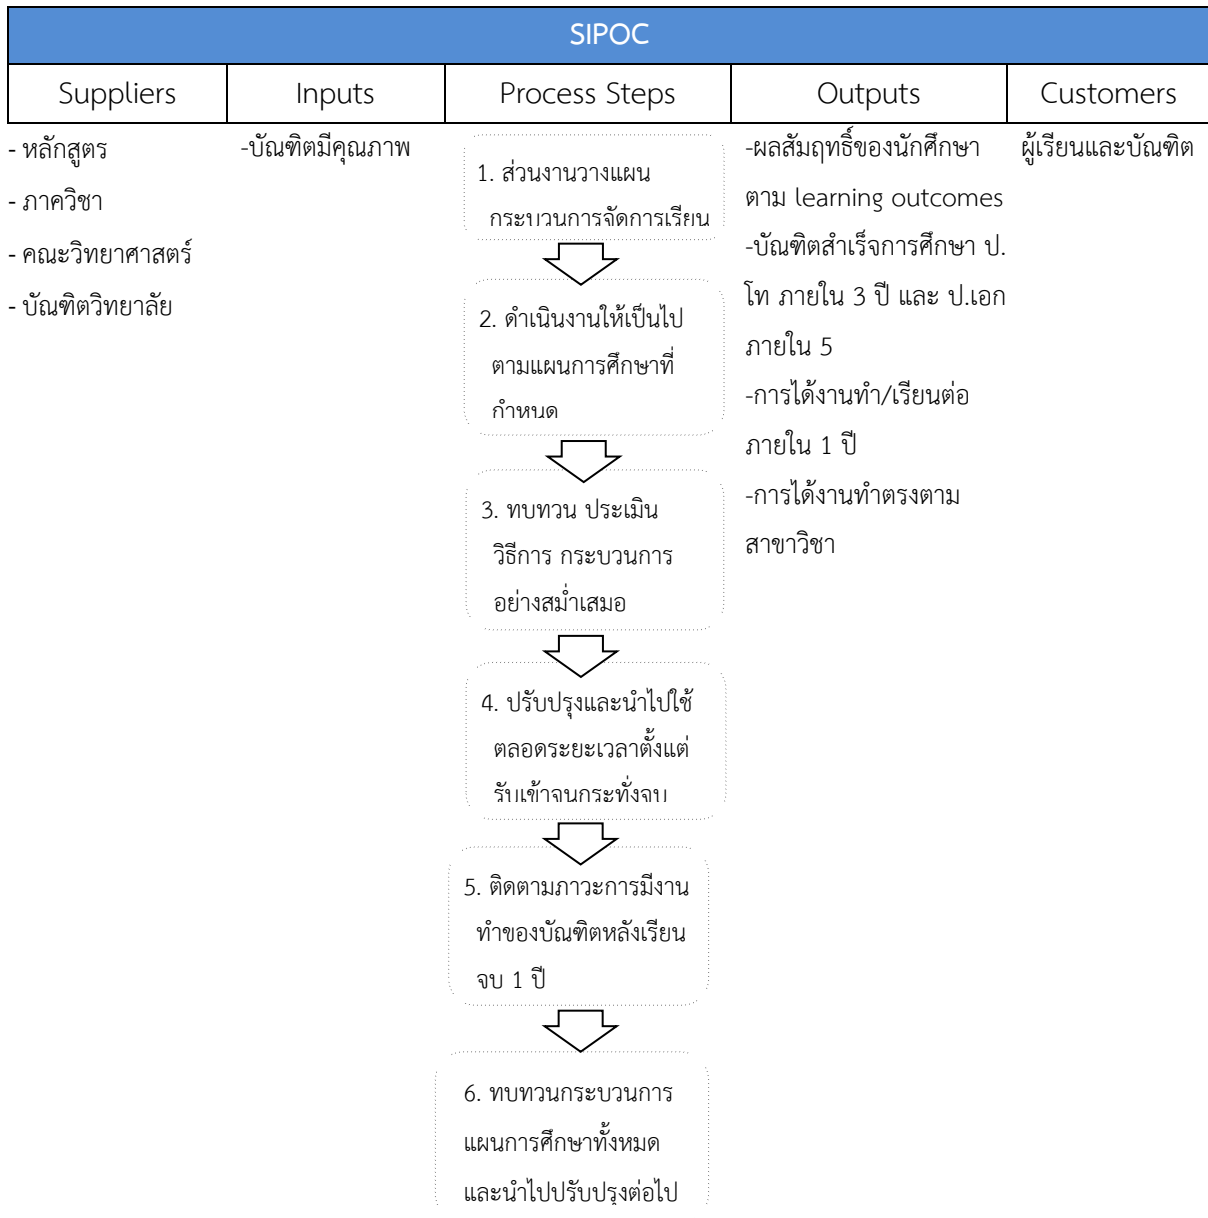 SIPOC
Suppliers
Inputs
Process Steps
Outputs
Customers
- หลักสูตร
- ภาควิชา
- คณะวิทยาศาสตร์
- บัณฑิตวิทยาลัย
-บัณฑิตมีคุณภาพ
1. ส่วนงานวางแผน
กระบวนการจัดการเรียน
2. ดำเนินงานให้เป็นไป
ตามแผนการศึกษาที่
กำหนด
3. ทบทวน ประเมิน
วิธีการ กระบวนการ
อย่างสม่ำเสมอ
4. ปรับปรุงและนำไปใช้
ตลอดระยะเวลาตั้งแต่
รับเข้าจนกระทั่งจบ
5. ติดตามภาวะการมีงาน
ทำของบัณฑิตหลังเรียน
จบ 1 ปี
6. ทบทวนกระบวนการ
แผนการศึกษาทั้งหมด
และนำไปปรับปรุงต่อไป
-ผลสัมฤทธิ์ของนักศึกษา
ตาม learning outcomes
-บัณฑิตสำเร็จการศึกษา ป.
โท ภายใน 3 ปี และ ป.เอก
ภายใน 5
-การได้งานทำ/เรียนต่อ
ภายใน 1 ปี
-การได้งานทำตรงตาม
สาขาวิชา
ผู้เรียนและบัณฑิต